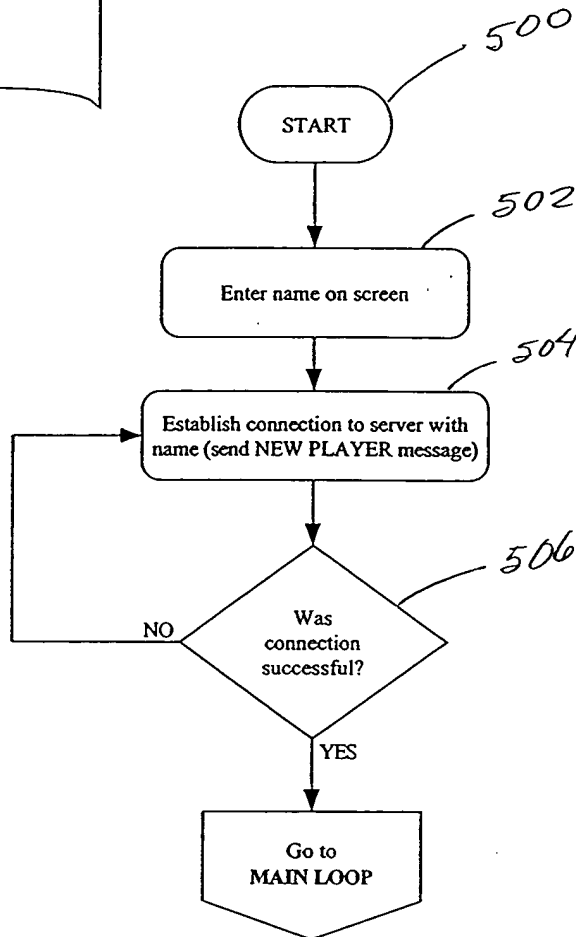 500
START
502
Enter name on screen
504
Establish connection to server with
name (send NEW PLAYER message)
506
Was
connection
successful?
NO
YES
Go to
MAIN LOOP